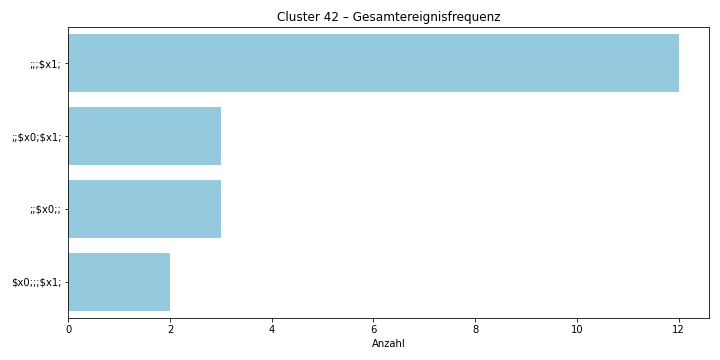 Cluster 42 – Gesamtereignisfrequenz
;;;$x1;
;;$x0;$x1;
;;$x0;;
$x0;;;$x1;
0 2 4 6 8 10 12
Anzahl